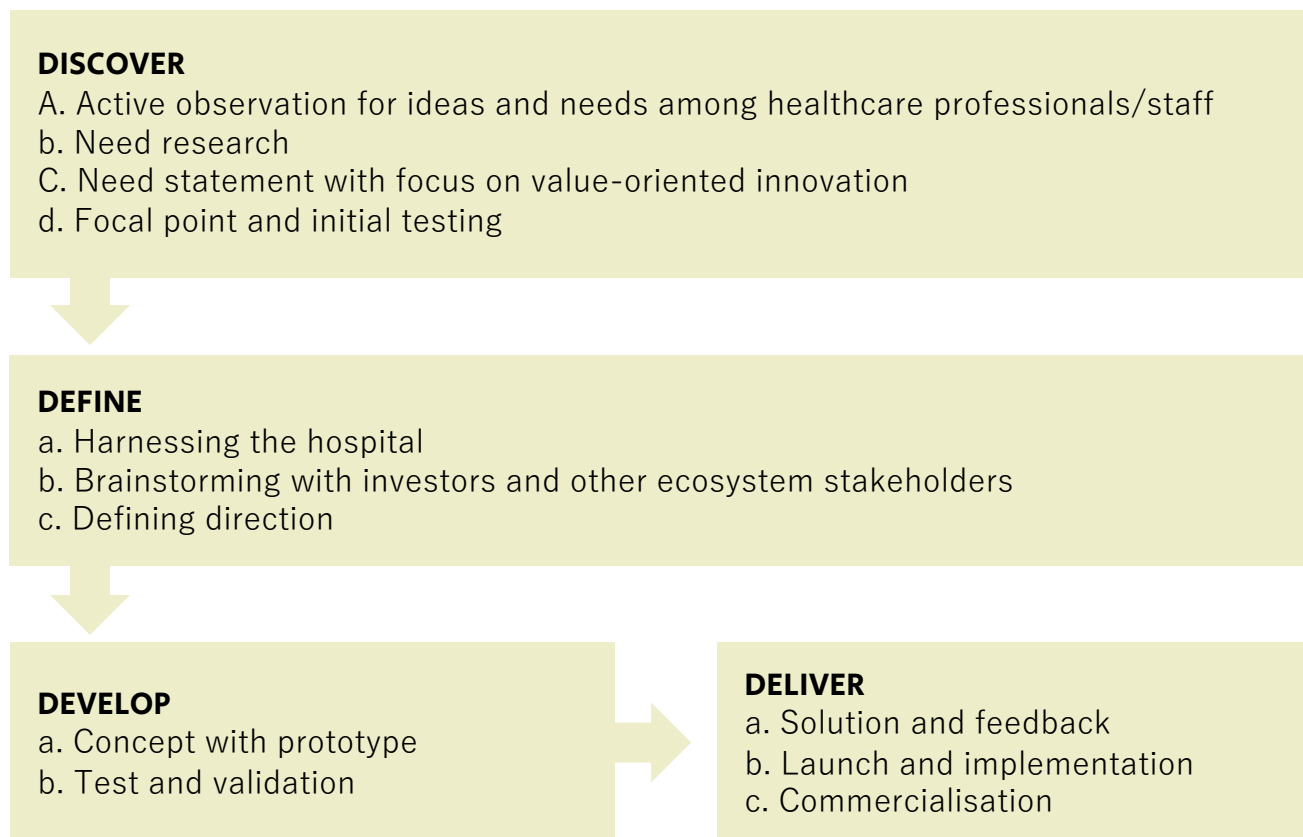 DISCOVER
A. Active observation for ideas and needs among healthcare professionals/staff
b. Need research
C. Need statement with focus on value-oriented innovation
d. Focal point and initial testing
DEFINE
a. Harnessing the hospital
b. Brainstorming with investors and other ecosystem stakeholders
c. Defining direction
DEVELOP
a. Concept with prototype
b. Test and validation
DELIVER
a. Solution and feedback
b. Launch and implementation
c. Commercialisation